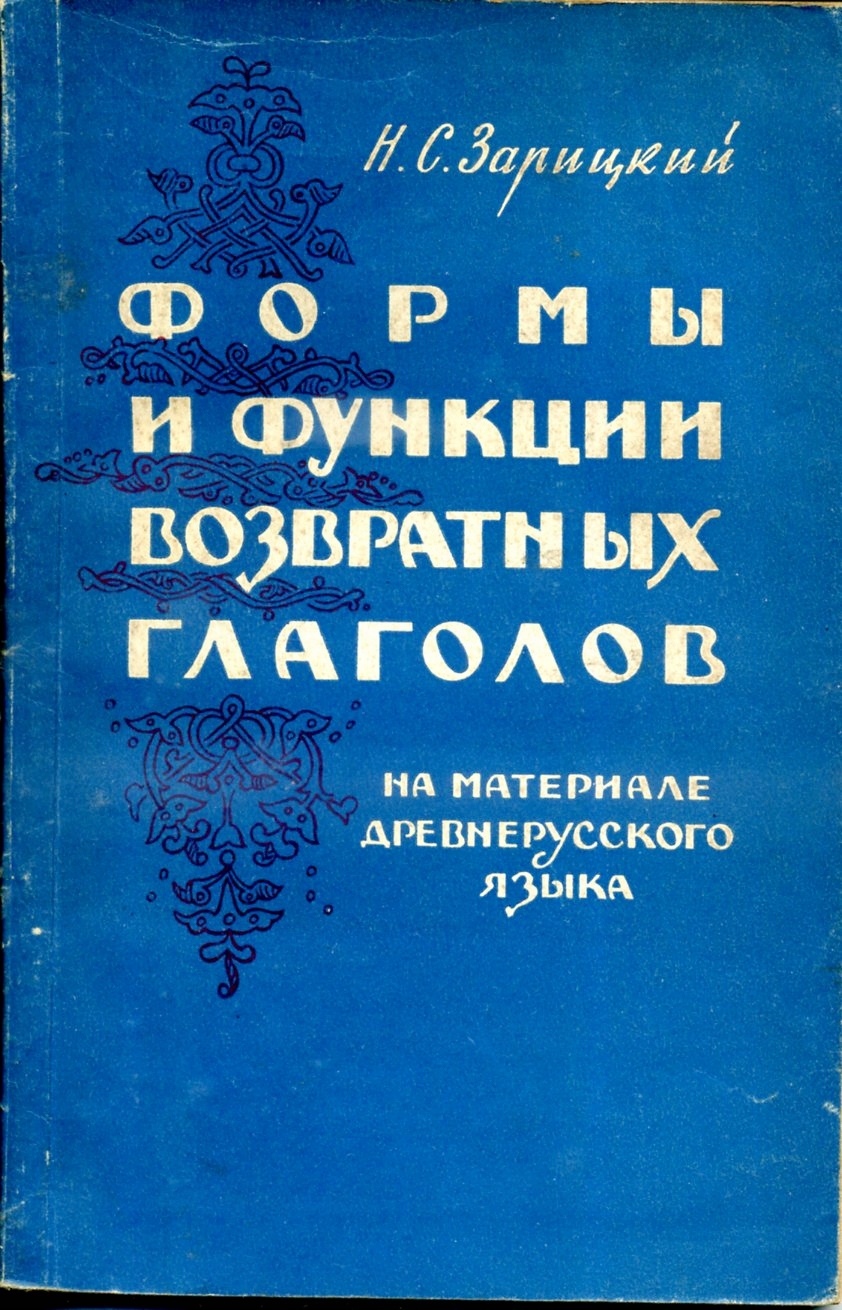 Н. С. Зарицкий
ФОРМЫ
И ФУНКЦИИ
ВОЗВРАТНЫХ
ГЛАГОЛОВ
НА МАТЕРИАЛЕ
ДРЕВНЕРУССКОГО
ЯЗЫКА